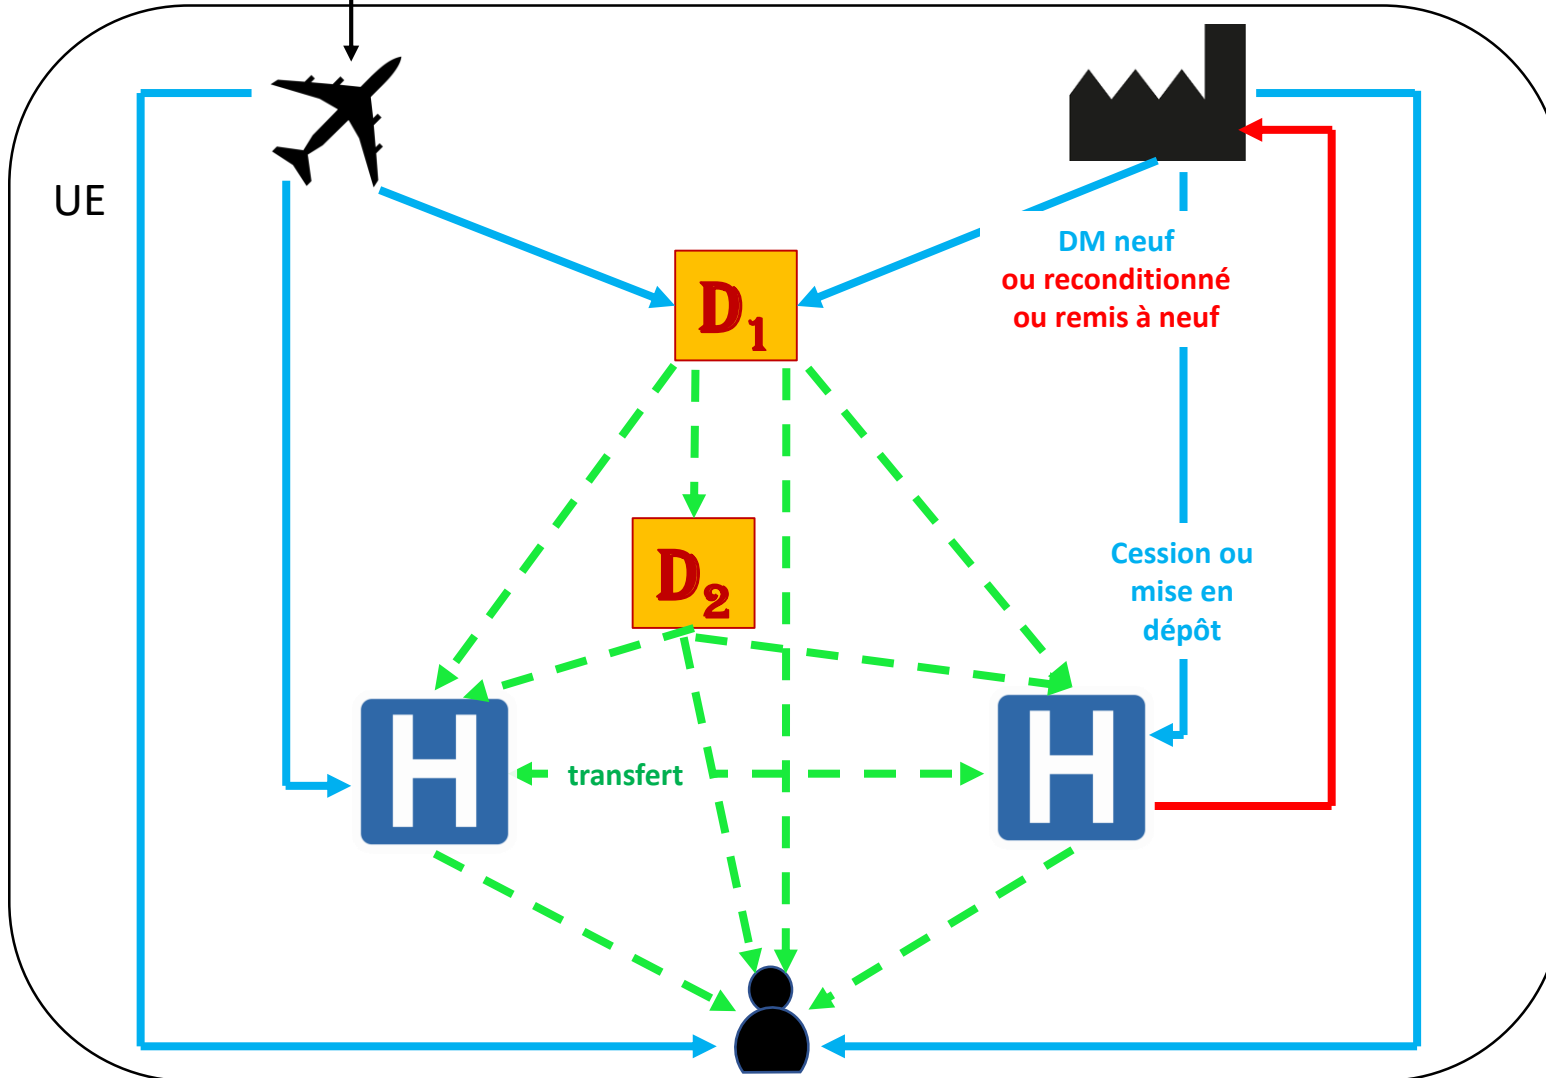 UE
DM neuf
ou reconditionné
ou remis à neuf
D₁
Cession ou
mise en
dépôt
D₂
transfert
H
H